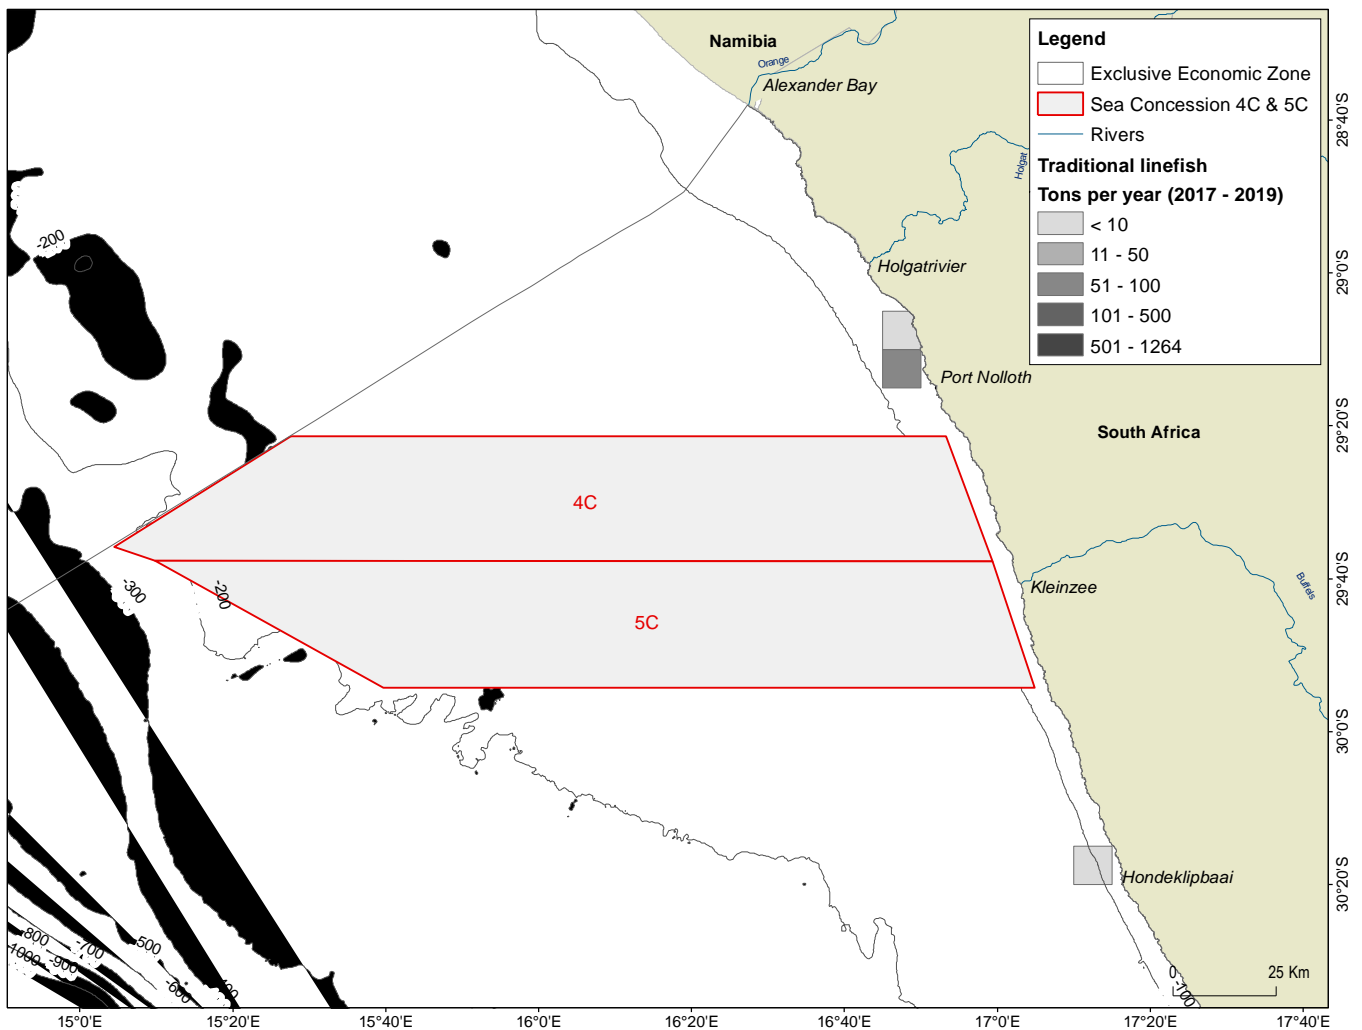 Namibia
Orange
Alexander Bay
Legend
Exclusive Economic Zone
Sea Concession 4C & 5C
Rivers
Traditional linefish
Tons per year (2017 - 2019)
< 10
11 - 50
51 - 100
101 - 500
501 - 1264
Holgat
Holgatrivier
Port Nolloth
South Africa
-200
4C
5C
-300
-200
Kleinzee
Buffels
Hondeklipbaai
-500
-700
-800
-900
-1000
-600
-100
0 25 Km
28°40'S
29°0'S
29°20'S
29°40'S
30°0'S
30°20'S
15°0'E 15°20'E 15°40'E 16°0'E 16°20'E 16°40'E 17°0'E 17°20'E 17°40'E